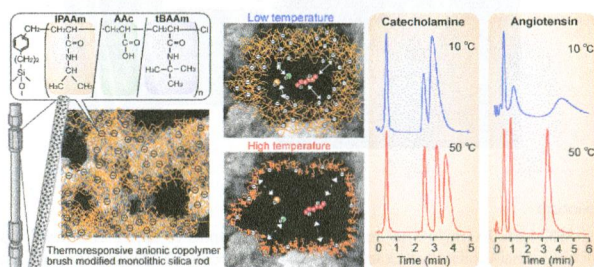 IPAAm AAc tBAAm
CH₂ CH₂CH CH₂CH CH₂CH Cl
C=O C=O C=O
NH OH NH
(CH₂)₂ CH H₃C-C-CH₃
Si-O- H₃C CH₃ CH₃
O n
Thermoresponsive anionic copolymer
brush modified monolithic silica rod
Low temperature
High temperature
Catecholamine
10 °C
50 °C
0 1 2 3 4 5
Time (min)
Angiotensin
10 °C
50 °C
0 1 2 3 4 5 6
Time (min)